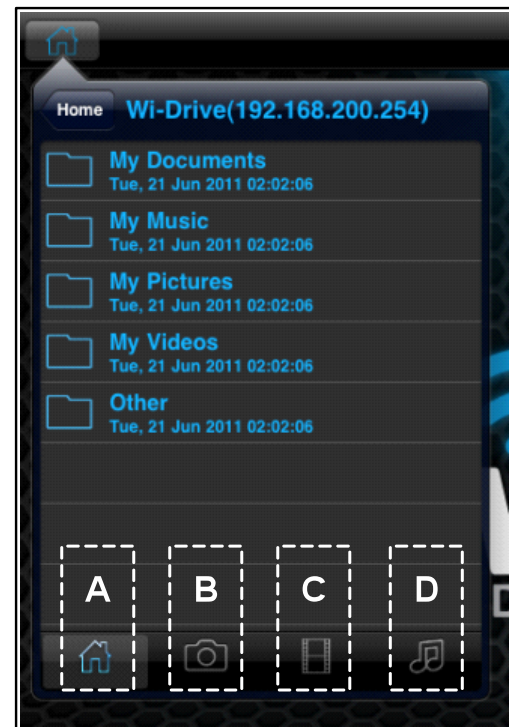 Home Wi-Drive(192.168.200.254)
My Documents
Tue, 21 Jun 2011 02:02:06
My Music
Tue, 21 Jun 2011 02:02:06
My Pictures
Tue, 21 Jun 2011 02:02:06
My Videos
Tue, 21 Jun 2011 02:02:06
Other
Tue, 21 Jun 2011 02:02:06
A B C D